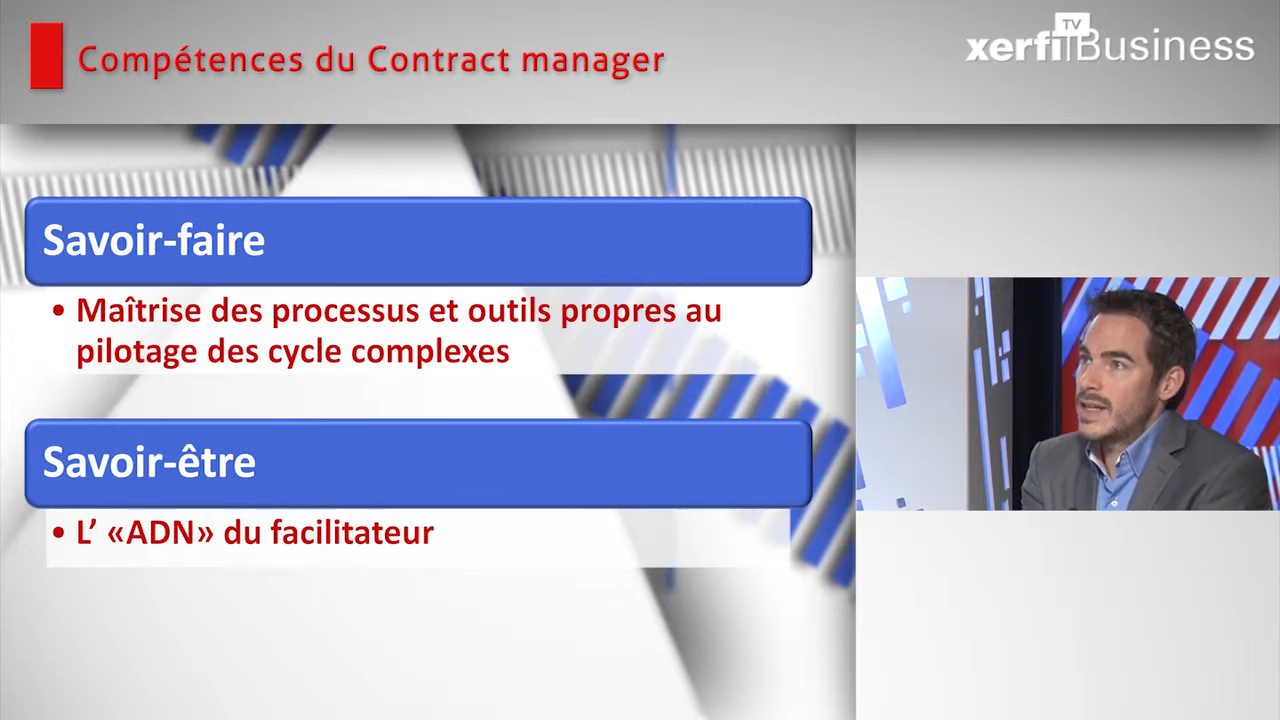 Compétences du Contract manager
xerfi TV Business
Savoir-faire
• Maîtrise des processus et outils propres au
pilotage des cycle complexes
Savoir-être
• L’ «ADN» du facilitateur